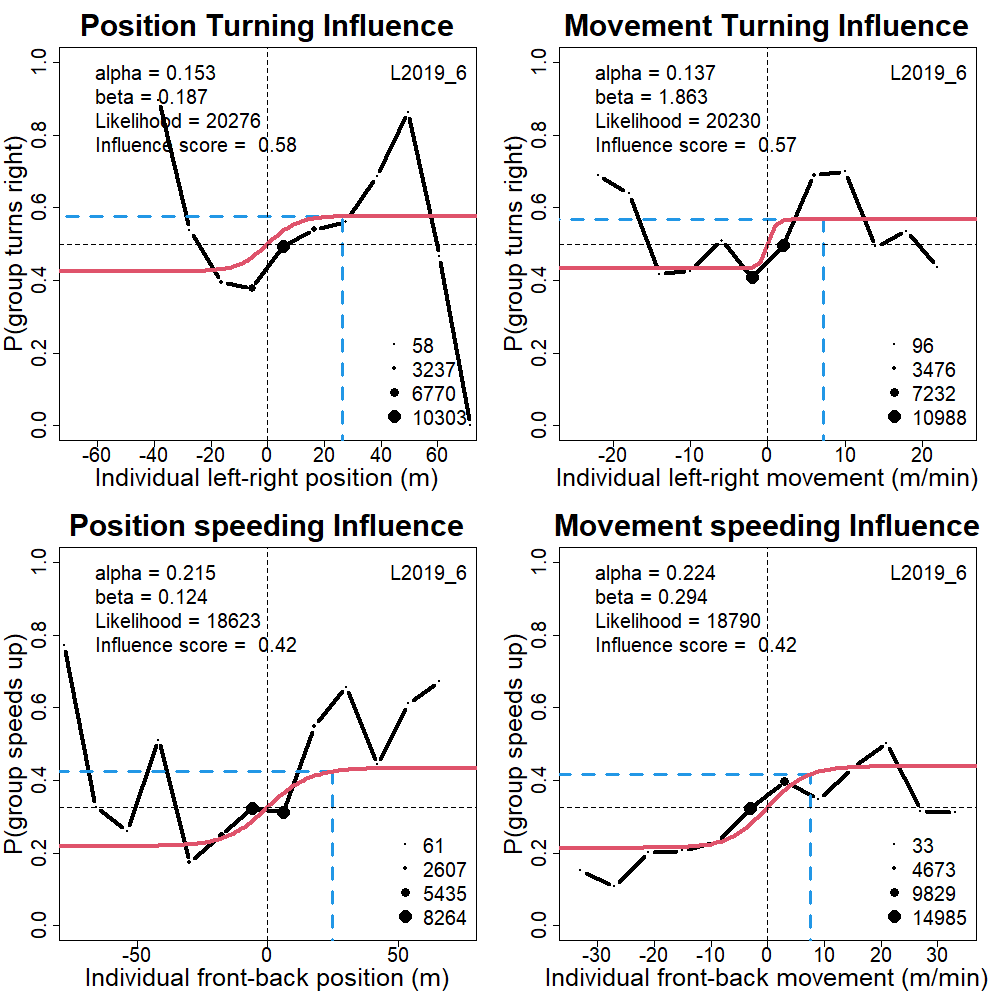 Position Turning Influence
alpha = 0.153
L2019_6
beta = 0.187
Likelihood = 20276
Influence score =  0.58
P(group turns right)
1.0
0.8
0.6
0.4
0.2
0.0
58
3237
6770
10303
-60 -40 -20 0 20 40 60
Individual left-right position (m)
Movement Turning Influence
alpha = 0.137
L2019_6
beta = 1.863
Likelihood = 20230
Influence score =  0.57
P(group turns right)
1.0
0.8
0.6
0.4
0.2
0.0
96
3476
7232
10988
-20 -10 0 10 20
Individual left-right movement (m/min)
Position speeding Influence
alpha = 0.215
L2019_6
beta = 0.124
Likelihood = 18623
Influence score =  0.42
P(group speeds up)
1.0
0.8
0.6
0.4
0.2
0.0
61
2607
5435
8264
-50 0 50
Individual front-back position (m)
Movement speeding Influence
alpha = 0.224
L2019_6
beta = 0.294
Likelihood = 18790
Influence score =  0.42
P(group speeds up)
1.0
0.8
0.6
0.4
0.2
0.0
33
4673
9829
14985
-30 -20 -10 0 10 20 30
Individual front-back movement (m/min)